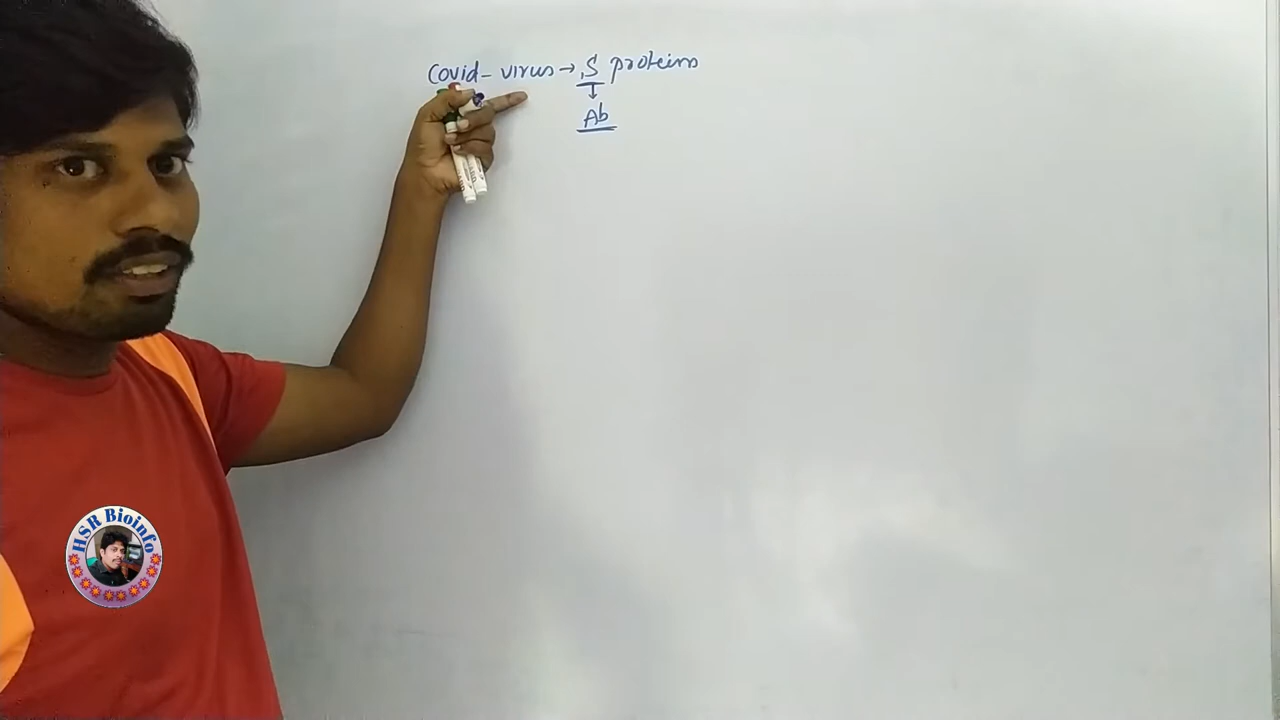 Covid-virus → S proteins
↓
Ab
HSR Bioinfo